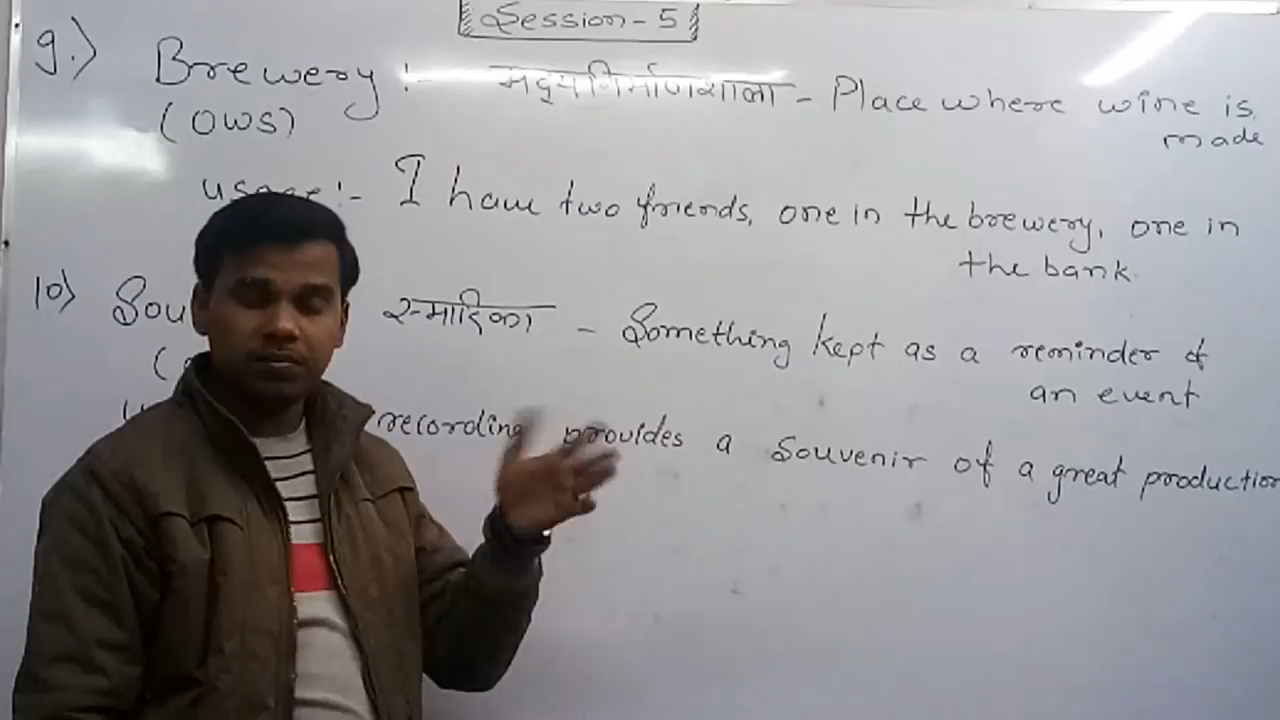 Session - 5
9.) Brewery :- मद्यनिर्माणशाला - Place where wine is
made
(OWS)
usage :- I have two friends, one in the brewery, one in
the bank.
10) Sou स्मारिका - Something kept as a reminder of
an event
recording provides a souvenir of a great production